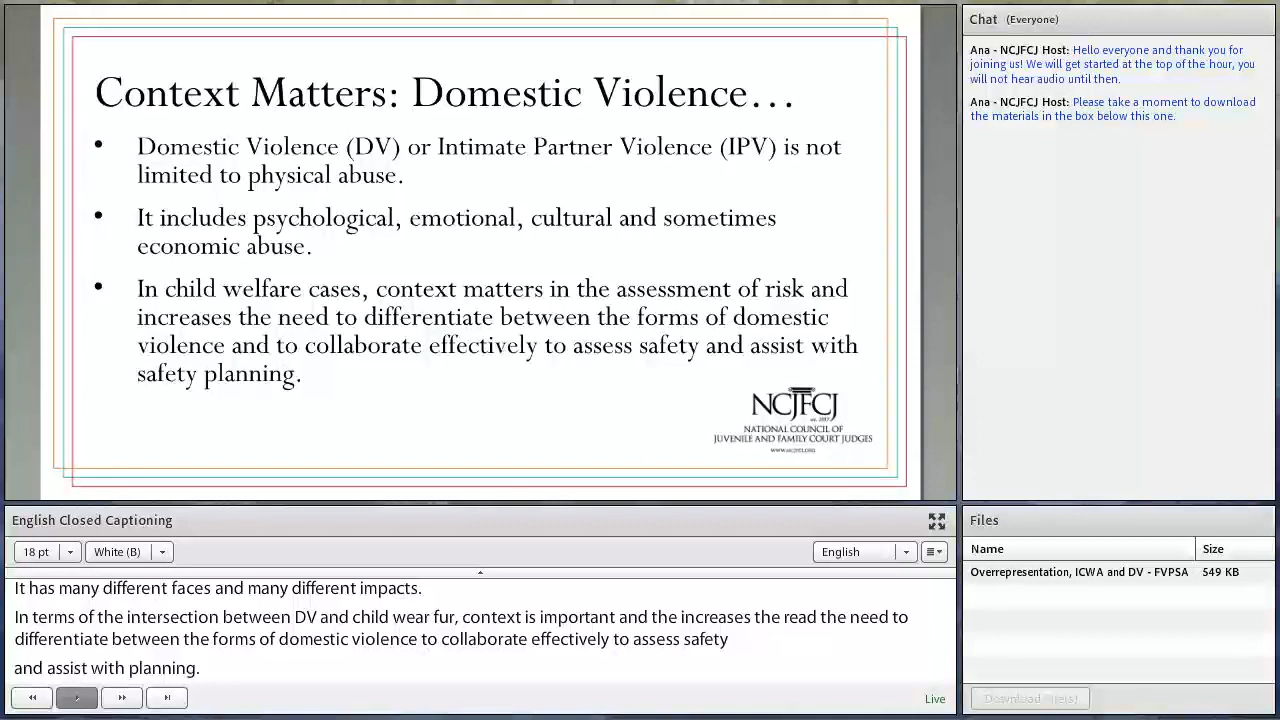 Context Matters: Domestic Violence…
• Domestic Violence (DV) or Intimate Partner Violence (IPV) is not
limited to physical abuse.
• It includes psychological, emotional, cultural and sometimes
economic abuse.
• In child welfare cases, context matters in the assessment of risk and
increases the need to differentiate between the forms of domestic
violence and to collaborate effectively to assess safety and assist with
safety planning.
NCJFCJ
est. 1937
NATIONAL COUNCIL OF
JUVENILE AND FAMILY COURT JUDGES
www.ncjfcj.org
Chat (Everyone)
Ana - NCJFCJ Host: Hello everyone and thank you for
joining us! We will get started at the top of the hour, you
will not hear audio until then.
Ana - NCJFCJ Host: Please take a moment to download
the materials in the box below this one.
English Closed Captioning
18 pt White (B) English
It has many different faces and many different impacts.
In terms of the intersection between DV and child wear fur, context is important and the increases the read the need to
differentiate between the forms of domestic violence to collaborate effectively to assess safety
and assist with planning.
Live
Files
Name Size
Overrepresentation, ICWA and DV - FVPSA 549 KB
Download File(s)